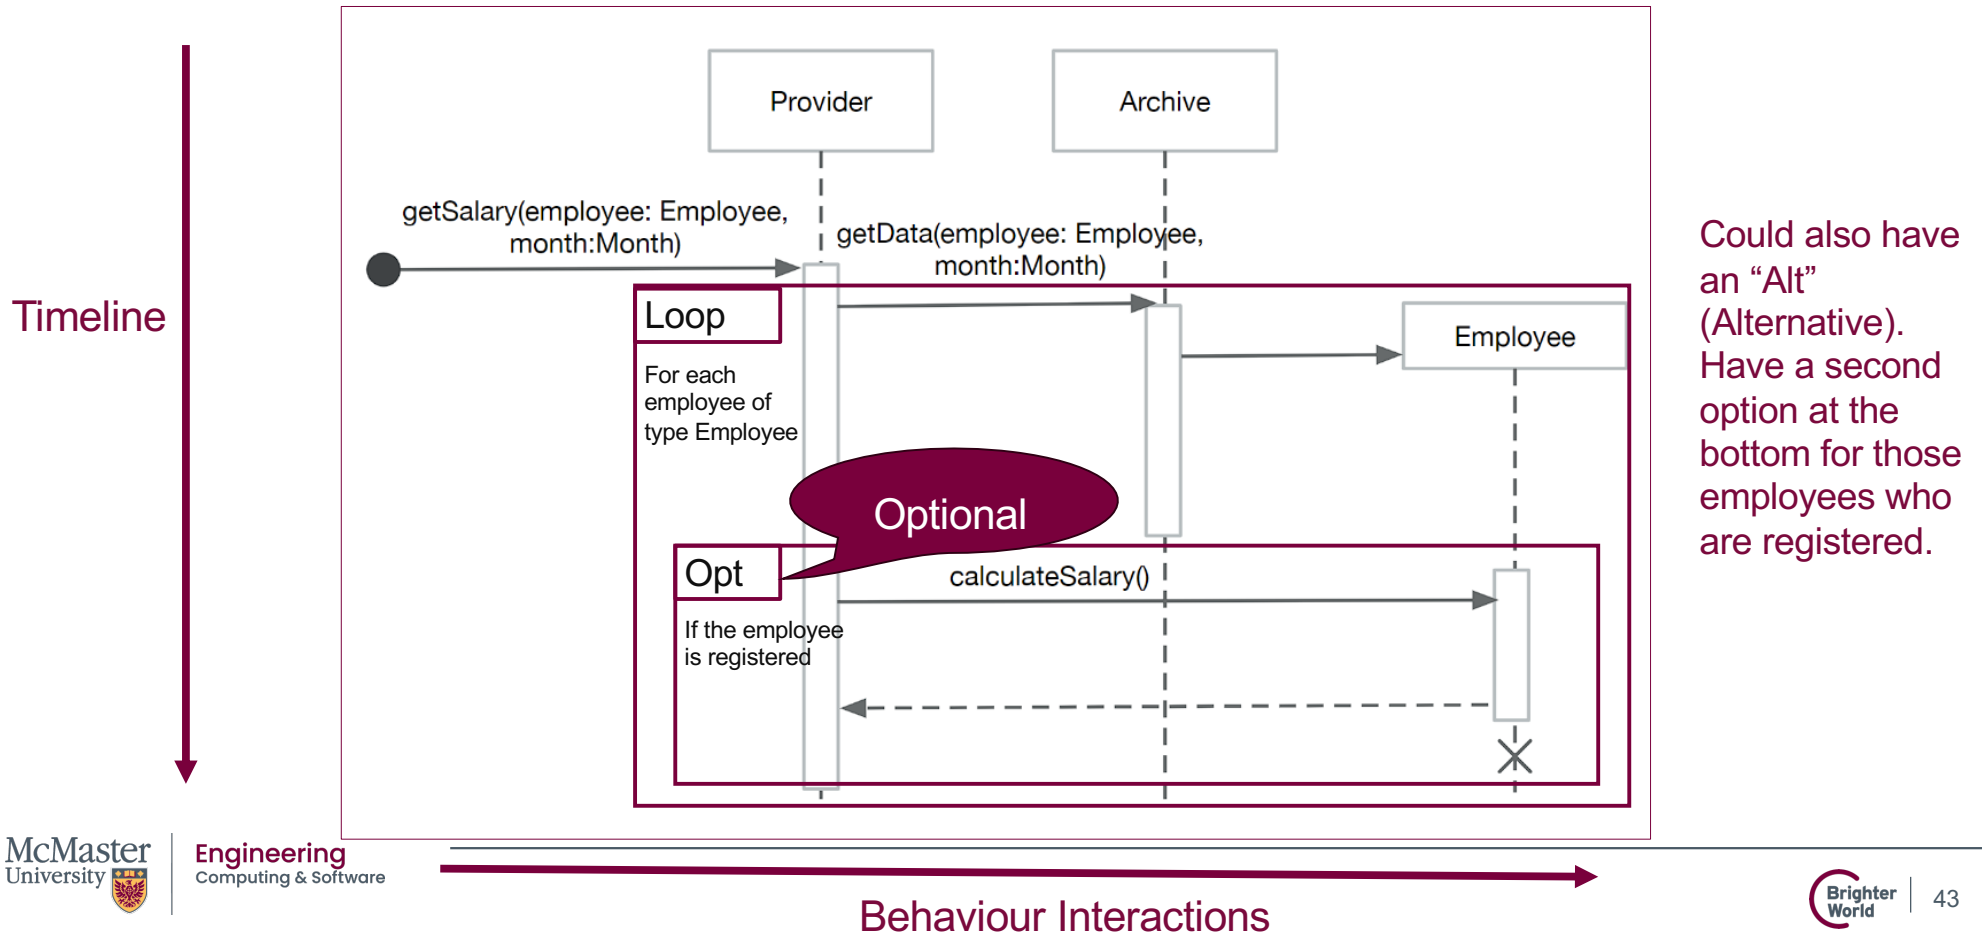 Provider
Archive
getSalary(employee: Employee,
month:Month)
getData(employee: Employee,
month:Month)
Timeline
Loop
For each
employee of
type Employee
Employee
Optional
Opt
calculateSalary()
If the employee
is registered
Could also have
an “Alt”
(Alternative).
Have a second
option at the
bottom for those
employees who
are registered.
McMaster
University
Engineering
Computing & Software
Behaviour Interactions
Brighter
World
43